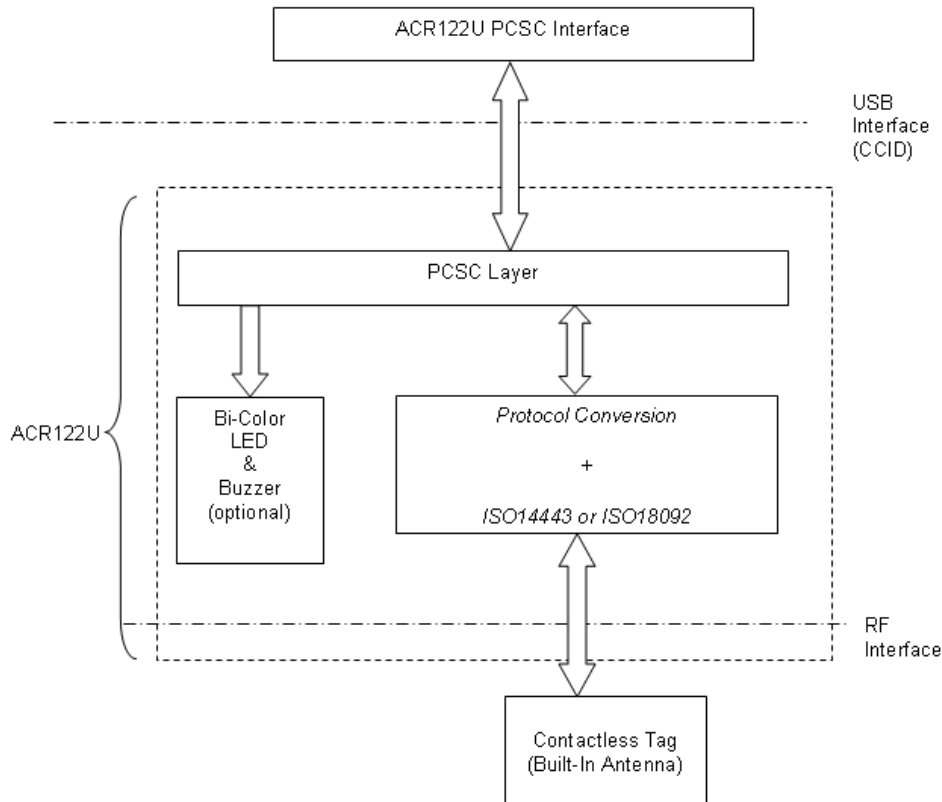 ACR122U PCSC Interface
USB
Interface
(CCID)
PCSC Layer
Bi-Color
LED
&
Buzzer
(optional)
Protocol Conversion
+
ISO14443 or ISO18092
ACR122U
RF
Interface
Contactless Tag
(Built-In Antenna)